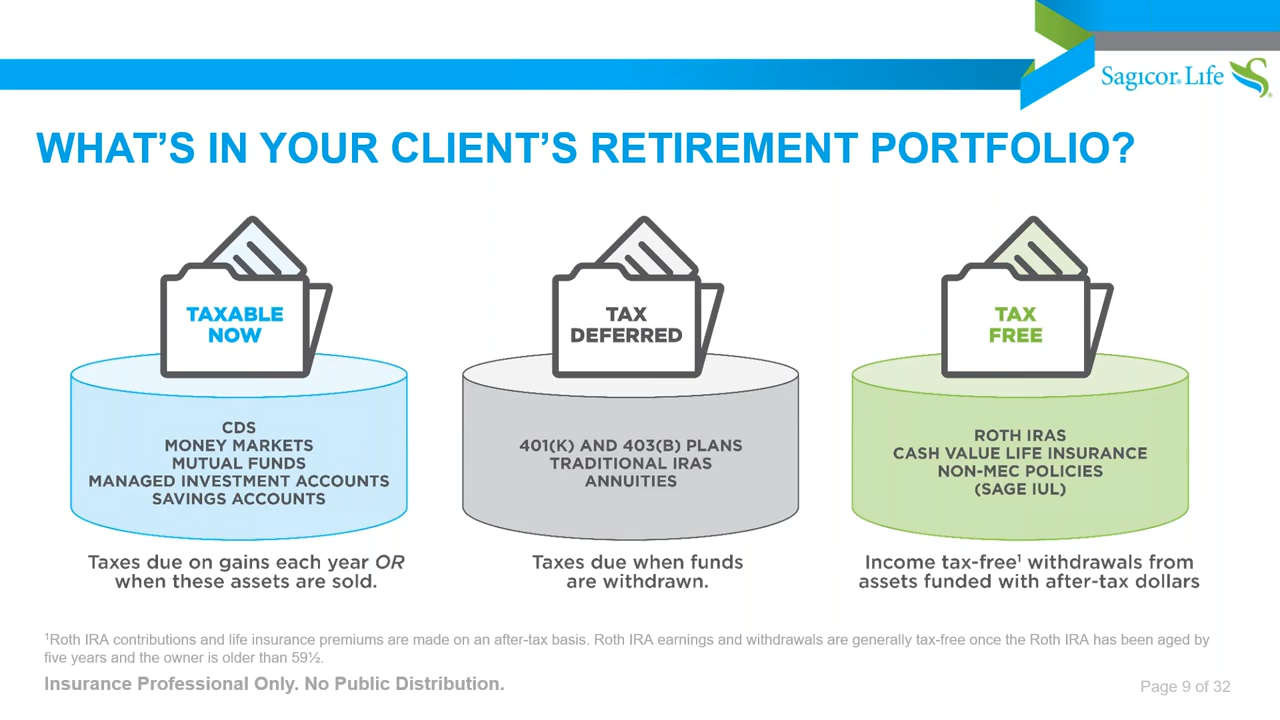 Sagicor® Life
WHAT'S IN YOUR CLIENT'S RETIREMENT PORTFOLIO?
TAXABLE
NOW
CDS
MONEY MARKETS
MUTUAL FUNDS
MANAGED INVESTMENT ACCOUNTS
SAVINGS ACCOUNTS
Taxes due on gains each year OR
when these assets are sold.
TAX
DEFERRED
401(K) AND 403(B) PLANS
TRADITIONAL IRAS
ANNUITIES
Taxes due when funds
are withdrawn.
TAX
FREE
ROTH IRAS
CASH VALUE LIFE INSURANCE
NON-MEC POLICIES
(SAGE IUL)
Income tax-free¹ withdrawals from
assets funded with after-tax dollars
¹Roth IRA contributions and life insurance premiums are made on an after-tax basis. Roth IRA earnings and withdrawals are generally tax-free once the Roth IRA has been aged by
five years and the owner is older than 59½.
Insurance Professional Only. No Public Distribution.
Page 9 of 32